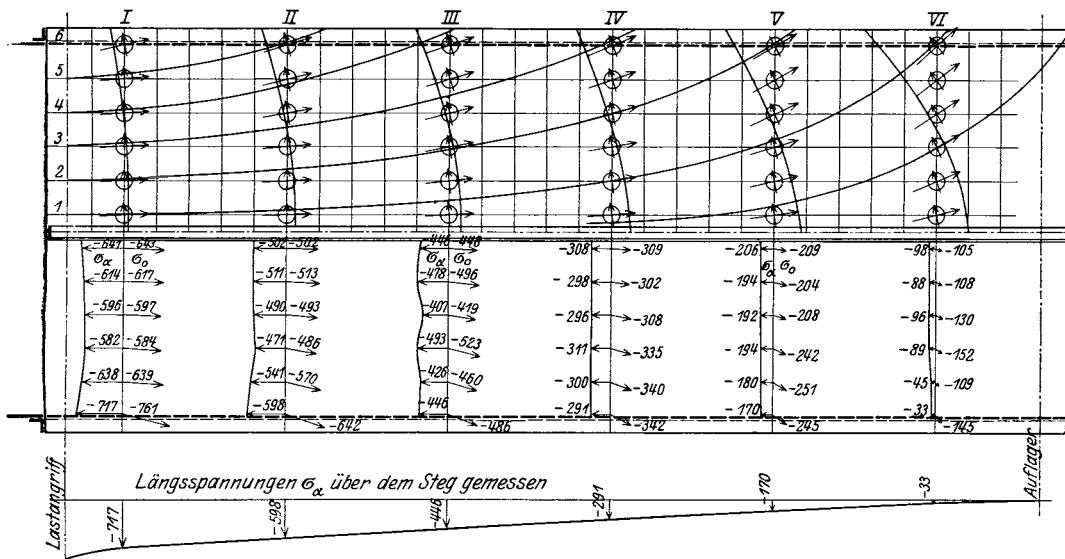 I II III IV V VI
6
5
4
3
2
1
-641 -643 -502 -502 -448 -448 -308 -309 -206 -209 -98 -105
σα σ0 σα σ0 σα σ0
-614 -617 -511 -513 -478 -496 -298 -302 -194 -204 -88 -108
-596 -597 -490 -493 -407 -419 -296 -308 -192 -208 -96 -130
-582 -584 -471 -486 -493 -523 -311 -335 -194 -242 -89 -152
-638 -639 -541 -570 -426 -460 -300 -340 -180 -251 -45 -109
-717 -761 -598 -642 -446 -486 -291 -342 -170 -245 -33 -145
Lastangriff
Längsspannungen σα über dem Steg gemessen
Auflager
-717 -598 -446 -291 -170 -33